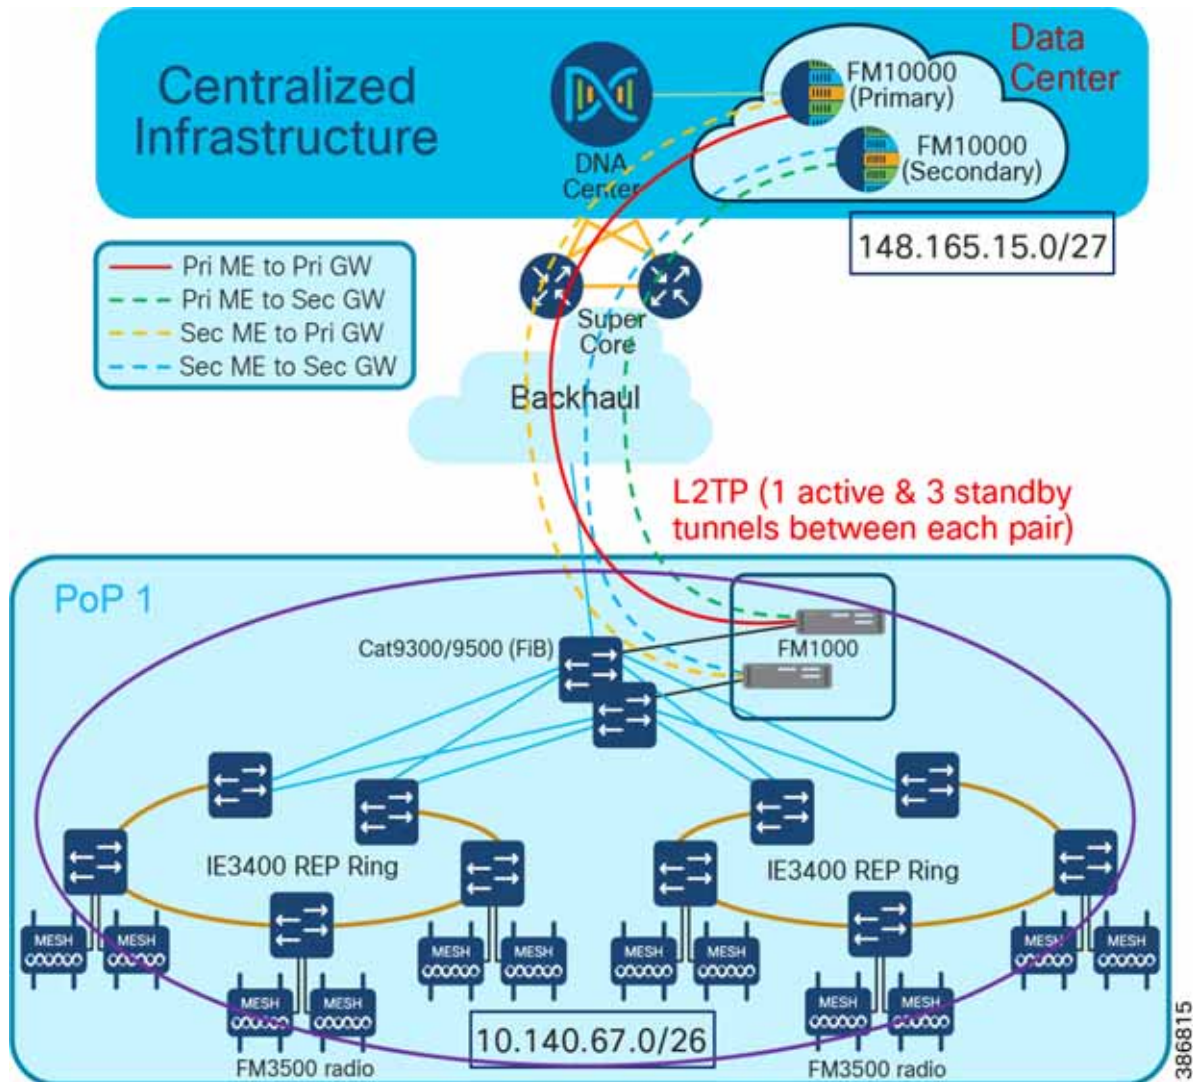 Centralized
Infrastructure
DNA
Center
FM10000
(Primary)
FM10000
(Secondary)
Data
Center
148.165.15.0/27
Pri ME to Pri GW
Pri ME to Sec GW
Sec ME to Pri GW
Sec ME to Sec GW
Super
Core
Backhaul
L2TP (1 active & 3 standby
tunnels between each pair)
PoP 1
Cat9300/9500 (FiB)
FM1000
IE3400 REP Ring
IE3400 REP Ring
MESH
MESH
MESH
MESH
MESH
MESH
MESH
MESH
MESH
MESH
MESH
MESH
FM3500 radio
10.140.67.0/26
FM3500 radio
386815